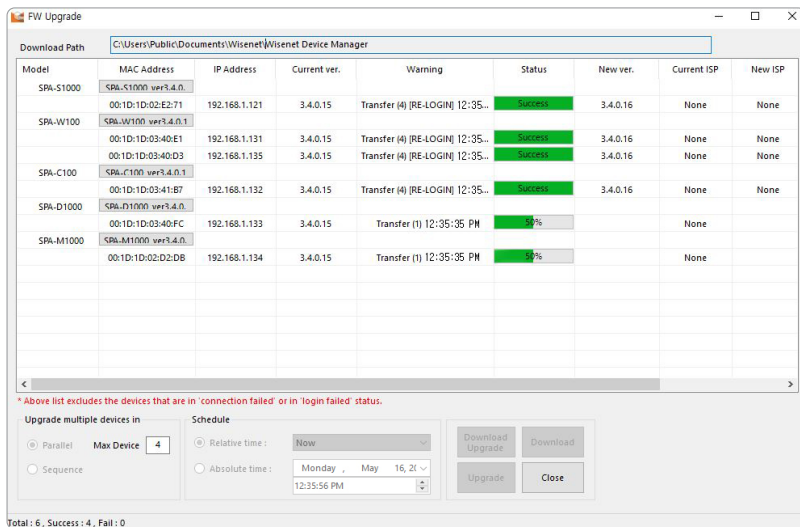 FW Upgrade
Download Path C:\Users\Public\Documents\Wisenet\Wisenet Device Manager
Model MAC Address IP Address Current ver. Warning Status New ver. Current ISP New ISP
SPA-S1000 SPA-S1000 ver3.4.0.
00:1D:1D:02:E2:71 192.168.1.121 3.4.0.15 Transfer (4) [RE-LOGIN] 12:35... Success 3.4.0.16 None None
SPA-W100 SPA-W100 ver3.4.0.1
00:1D:1D:03:40:E1 192.168.1.131 3.4.0.15 Transfer (4) [RE-LOGIN] 12:35... Success 3.4.0.16 None None
00:1D:1D:03:40:D3 192.168.1.135 3.4.0.15 Transfer (4) [RE-LOGIN] 12:35... Success 3.4.0.16 None None
SPA-C100 SPA-C100 ver3.4.0.1
00:1D:1D:03:41:B7 192.168.1.132 3.4.0.15 Transfer (4) [RE-LOGIN] 12:35... Success 3.4.0.16 None None
SPA-D1000 SPA-D1000 ver3.4.0.
00:1D:1D:03:40:FC 192.168.1.133 3.4.0.15 Transfer (1) 12:35:35 PM 50% None
SPA-M1000 SPA-M1000 ver3.4.0.
00:1D:1D:02:D2:DB 192.168.1.134 3.4.0.15 Transfer (1) 12:35:35 PM 50% None
* Above list excludes the devices that are in 'connection failed' or in 'login failed' status.
Upgrade multiple devices in
Parallel Max Device 4
Sequence
Schedule
Relative time : Now
Absolute time : Monday , May 16, 20
12:35:56 PM
Download Upgrade
Download
Upgrade
Close
Total : 6 , Success : 4 , Fail : 0